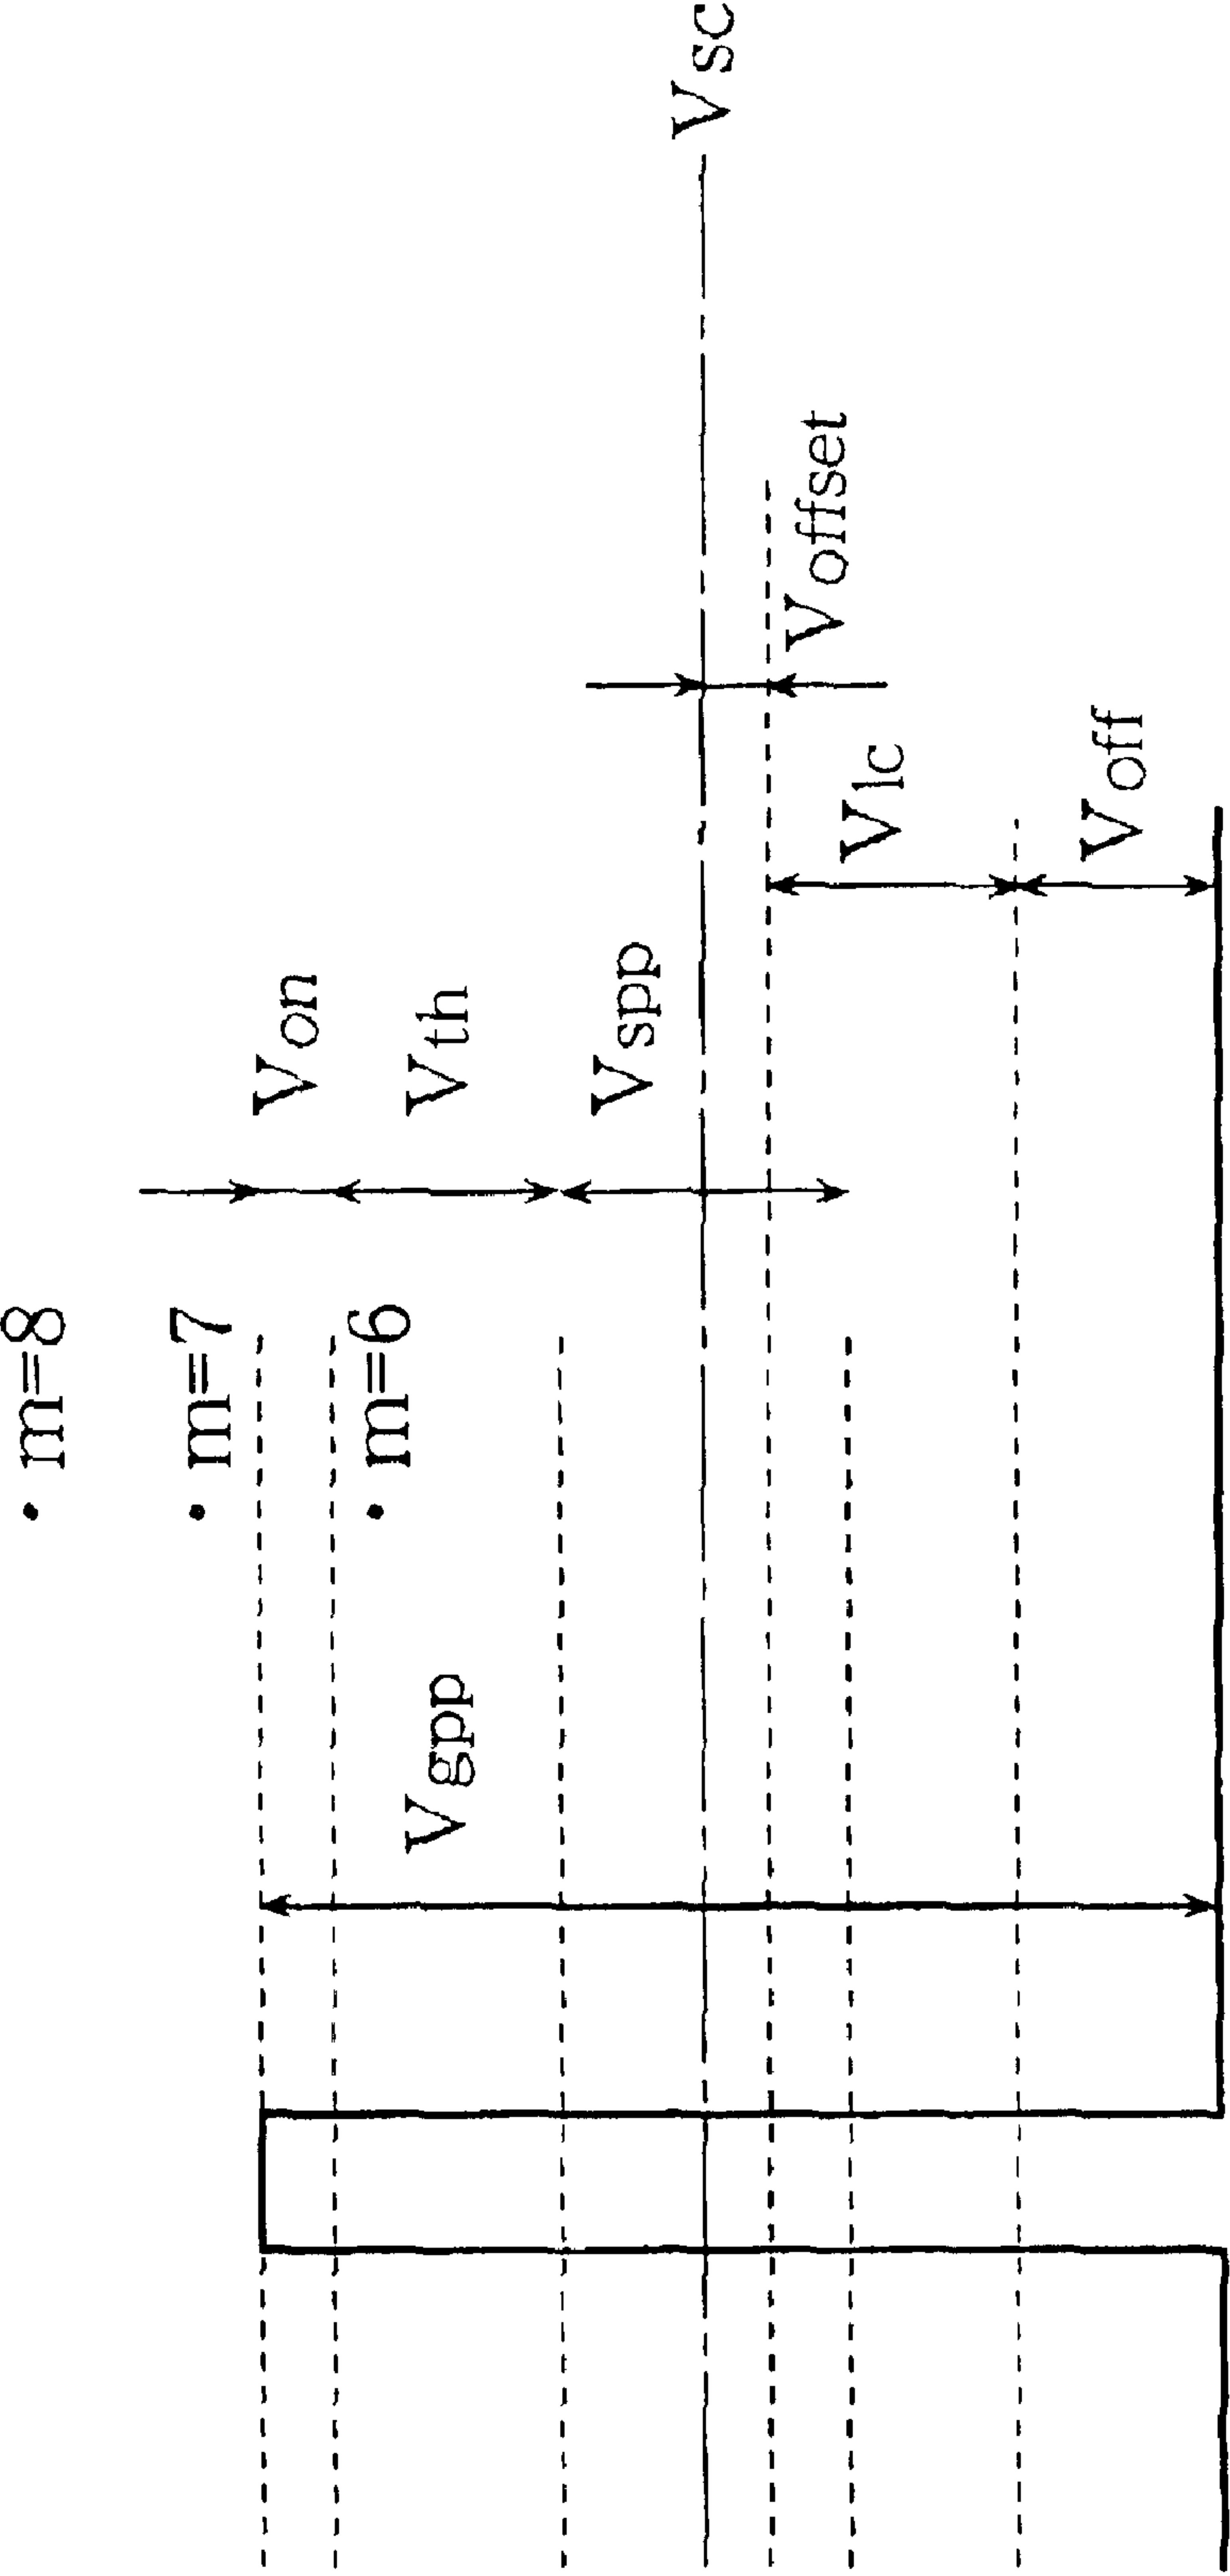 · m=8
· m=7
· m=6
Von
Vth
Vspp
Vgpp
Vsc
Voffset
Vlc
Voff